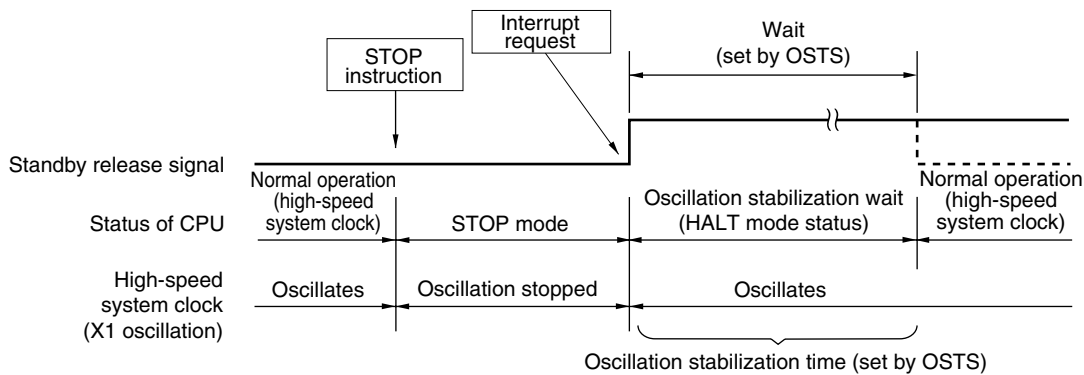 Interrupt
request
STOP
instruction
Wait
(set by OSTS)
Standby release signal
Normal operation
(high-speed
system clock)
Status of CPU
STOP mode
Oscillation stabilization wait
(HALT mode status)
Normal operation
(high-speed
system clock)
High-speed
system clock
(X1 oscillation)
Oscillates
Oscillation stopped
Oscillates
Oscillation stabilization time (set by OSTS)